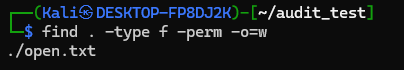 ┌──(Kali㉿DESKTOP-FP8DJ2K)-[~/audit_test]
└─$ find . -type f -perm -o=w
./open.txt